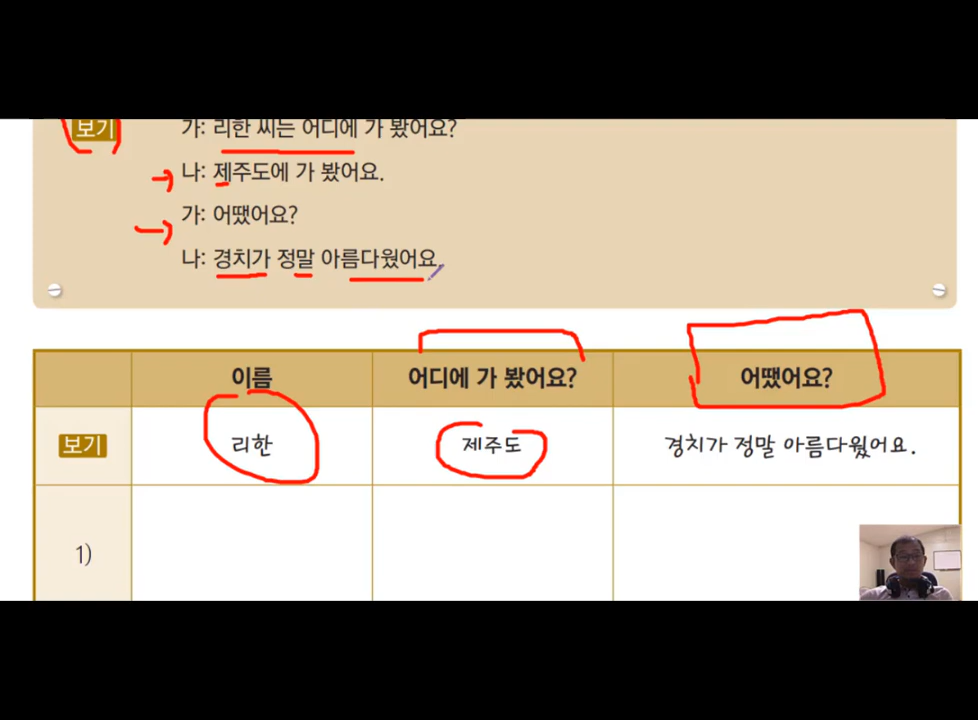 보기
가: 리한 씨는 어디에 가 봤어요?
나: 제주도에 가 봤어요.
가: 어땠어요?
나: 경치가 정말 아름다웠어요.
이름 어디에 가 봤어요? 어땠어요?
보기 리한 제주도 경치가 정말 아름다웠어요.
1)